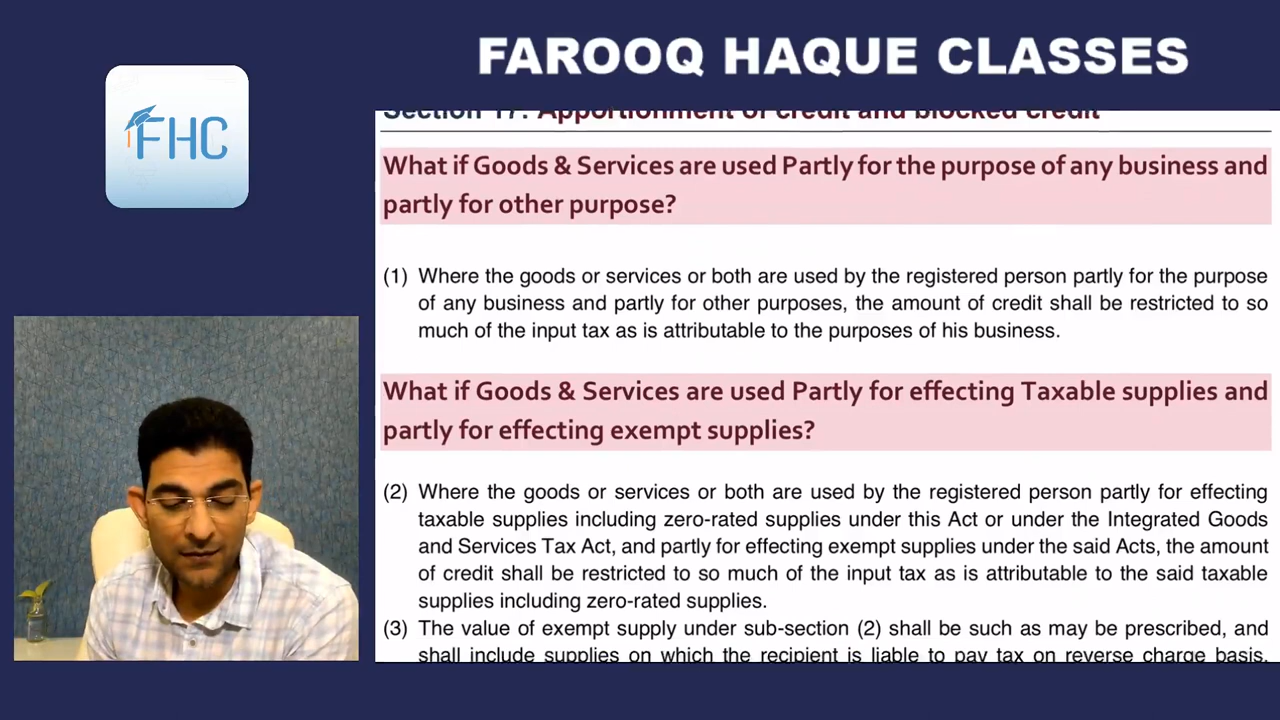 FAROOQ HAQUE CLASSES
FHC
Section 17: Apportionment of credit and blocked credit
What if Goods & Services are used Partly for the purpose of any business and
partly for other purpose?
(1) Where the goods or services or both are used by the registered person partly for the purpose
of any business and partly for other purposes, the amount of credit shall be restricted to so
much of the input tax as is attributable to the purposes of his business.
What if Goods & Services are used Partly for effecting Taxable supplies and
partly for effecting exempt supplies?
(2) Where the goods or services or both are used by the registered person partly for effecting
taxable supplies including zero-rated supplies under this Act or under the Integrated Goods
and Services Tax Act, and partly for effecting exempt supplies under the said Acts, the amount
of credit shall be restricted to so much of the input tax as is attributable to the said taxable
supplies including zero-rated supplies.
(3) The value of exempt supply under sub-section (2) shall be such as may be prescribed, and
shall include supplies on which the recipient is liable to pay tax on reverse charge basis,